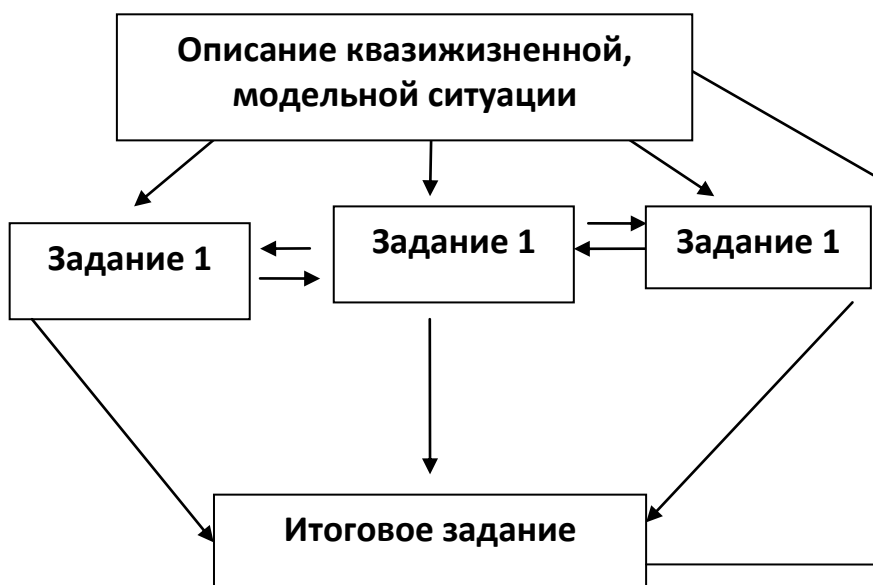 Описание квазижизненной,
модельной ситуации
Задание 1
Задание 1
Задание 1
Итоговое задание